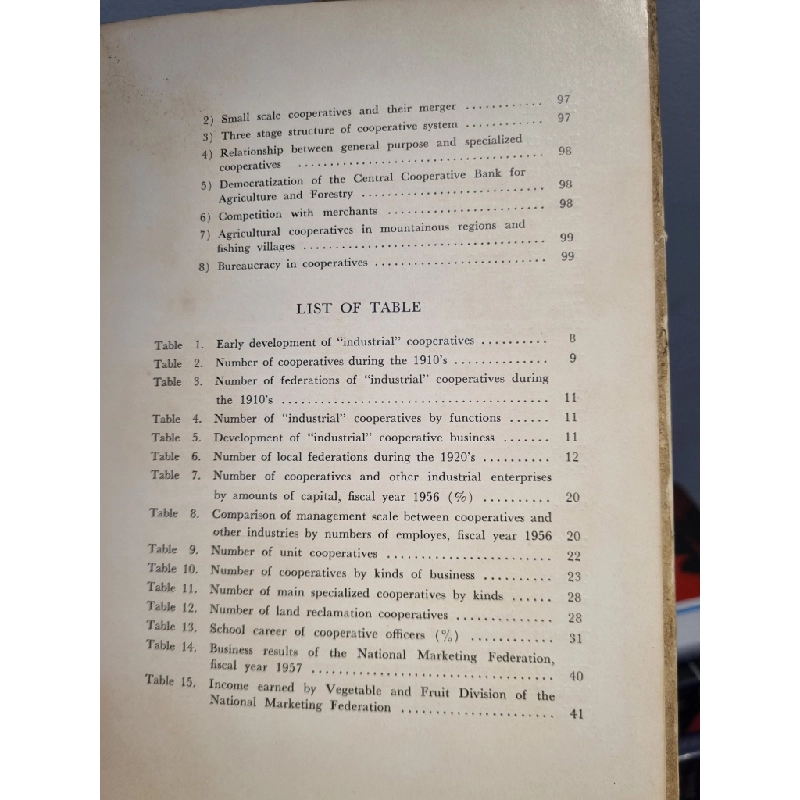 2) Small scale cooperatives and their merger ............ 97
3) Three stage structure of cooperative system ............ 97
4) Relationship between general purpose and specialized
cooperatives ...................................... 98
5) Democratization of the Central Cooperative Bank for
Agriculture and Forestry ............................ 98
6) Competition with merchants ........................ 98
7) Agricultural cooperatives in mountainous regions and
fishing villages ..................................... 99
8) Bureaucracy in cooperatives .......................... 99
LIST OF TABLE
Table 1. Early development of "industrial" cooperatives .......... 8
Table 2. Number of cooperatives during the 1910's .............. 9
Table 3. Number of federations of "industrial" cooperatives during
the 1910's ....................................... 11
Table 4. Number of "industrial" cooperatives by functions ...... 11
Table 5. Development of "industrial" cooperative business ....... 11
Table 6. Number of local federations during the 1920's .......... 12
Table 7. Number of cooperatives and other industrial enterprises
by amounts of capital, fiscal year 1956 (%) .......... 20
Table 8. Comparison of management scale between cooperatives and
other industries by numbers of employes, fiscal year 1956 20
Table 9. Number of unit cooperatives ........................ 22
Table 10. Number of cooperatives by kinds of business .......... 23
Table 11. Number of main specialized cooperatives by kinds ...... 28
Table 12. Number of land reclamation cooperatives .............. 28
Table 13. School career of cooperative officers (%) ............ 31
Table 14. Business results of the National Marketing Federation,
fiscal year 1957 .................................. 40
Table 15. Income earned by Vegetable and Fruit Division of the
National Marketing Federation ...................... 41